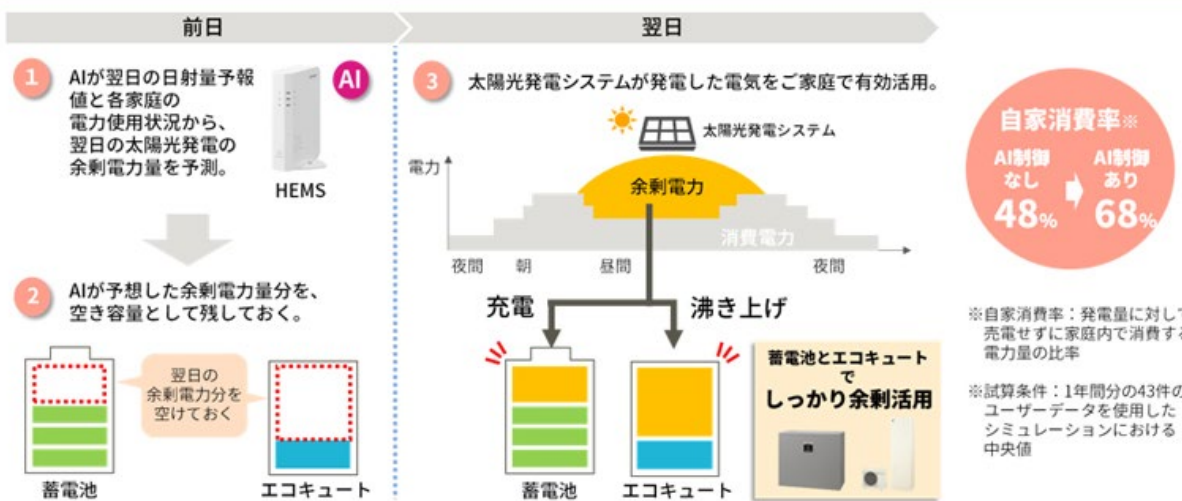 前日
翌日
1
AIが翌日の日射量予報
値と各家庭の
電力使用状況から、
翌日の太陽光発電の
余剰電力量を予測。
AI
HEMS
2
AIが予想した余剰電力量分を、
空き容量として残しておく。
翌日の
余剰電力分を
空けておく
蓄電池
エコキュート
3
太陽光発電システムが発電した電気をご家庭で有効活用。
太陽光発電システム
電力
余剰電力
消費電力
夜間
朝
昼間
夜間
充電
沸き上げ
蓄電池
エコキュート
蓄電池とエコキュート
で
しっかり余剰活用
自家消費率※
AI制御
なし
48%
AI制御
あり
68%
※自家消費率：発電量に対して
売電せずに家庭内で消費する
電力量の比率
※試算条件：1年間分の43件の
ユーザーデータを使用した
シミュレーションにおける
中央値